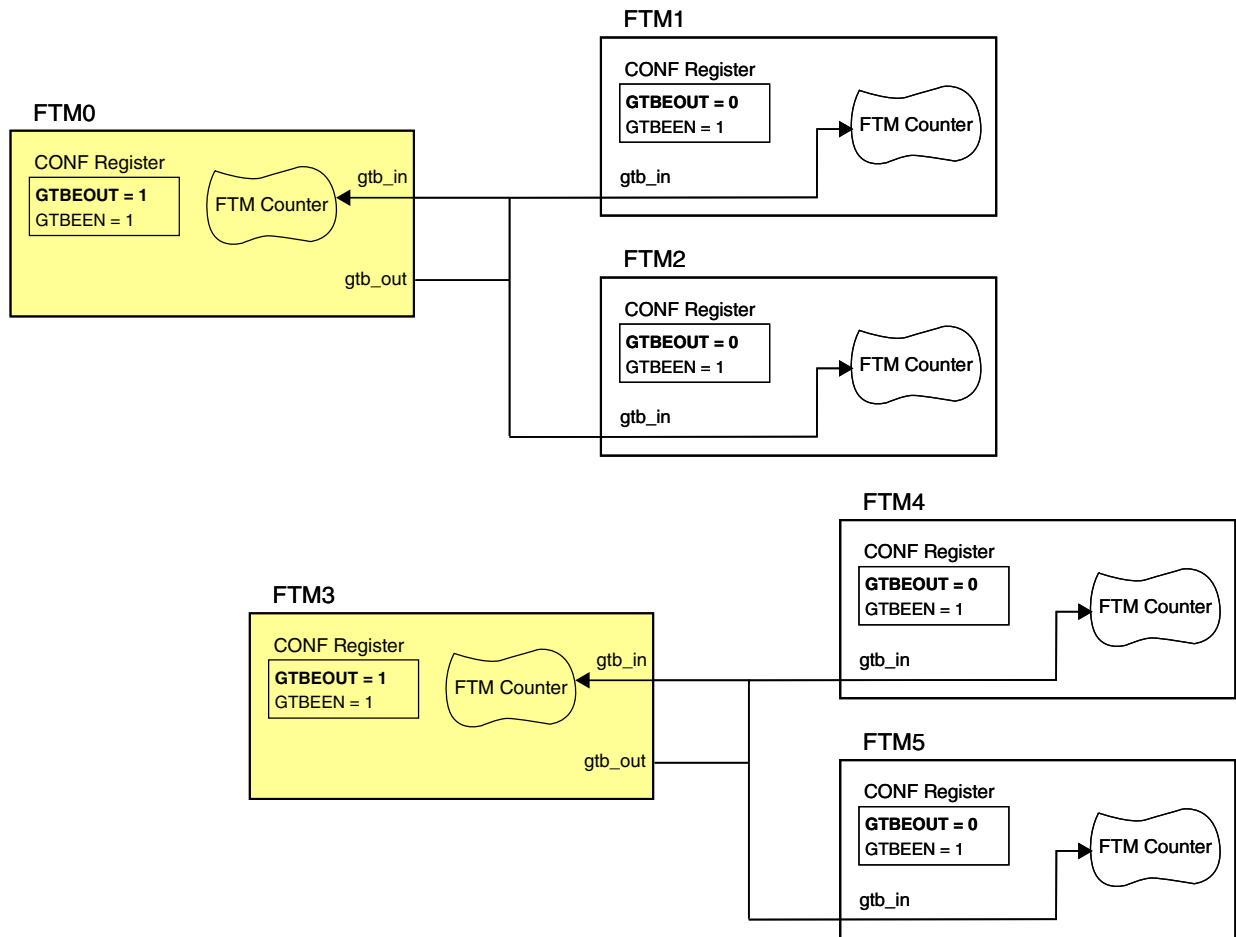 FTM1
CONF Register
GTBEOUT = 0
GTBEEN = 1
FTM Counter
gtb_in
FTM0
CONF Register
GTBEOUT = 1
GTBEEN = 1
FTM Counter
gtb_in
gtb_out
FTM2
CONF Register
GTBEOUT = 0
GTBEEN = 1
FTM Counter
gtb_in
FTM4
CONF Register
GTBEOUT = 0
GTBEEN = 1
FTM Counter
gtb_in
FTM3
CONF Register
GTBEOUT = 1
GTBEEN = 1
FTM Counter
gtb_in
gtb_out
FTM5
CONF Register
GTBEOUT = 0
GTBEEN = 1
FTM Counter
gtb_in